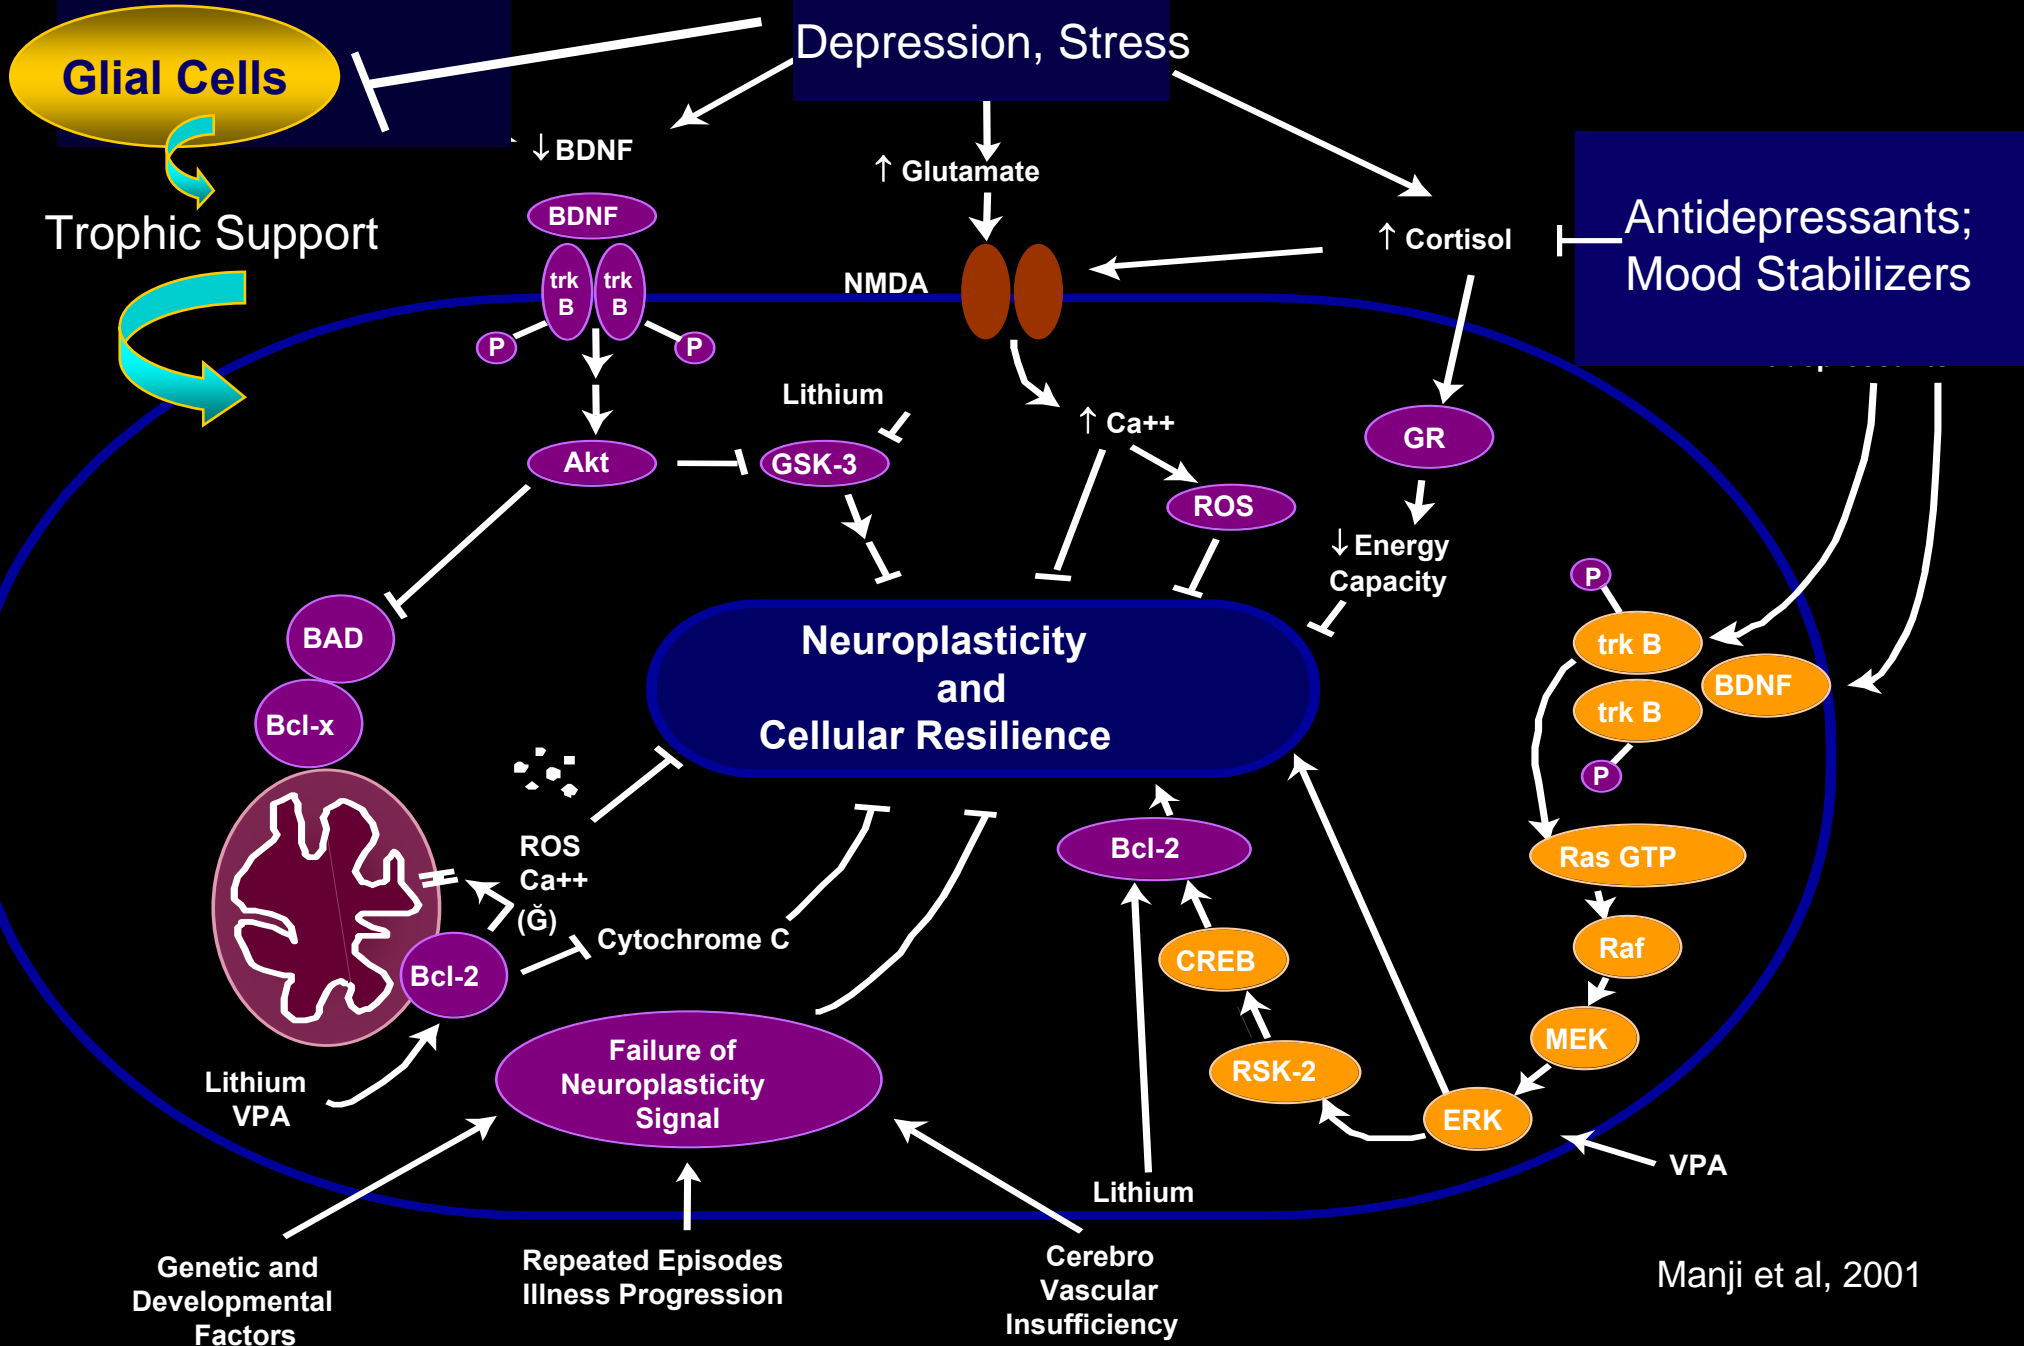 Glial Cells
Depression, Stress
↓BDNF
↑ Glutamate
Trophic Support
BDNF
↑ Cortisol
Antidepressants;
Mood Stabilizers
trk
B
trk
B
NMDA
P
P
Lithium
↑ Ca++
GR
Akt
GSK-3
ROS
↓Energy
Capacity
P
BAD
Neuroplasticity
and
Cellular Resilience
trk B
BDNF
trk B
Bcl-x
P
ROS
Ca++
(Ğ)
Bcl-2
Ras GTP
Cytochrome C
Raf
CREB
Bcl-2
MEK
Failure of
Neuroplasticity
Signal
RSK-2
Lithium
VPA
ERK
VPA
Lithium
Genetic and
Developmental
Factors
Repeated Episodes
Illness Progression
Cerebro
Vascular
Insufficiency
Manji et al, 2001